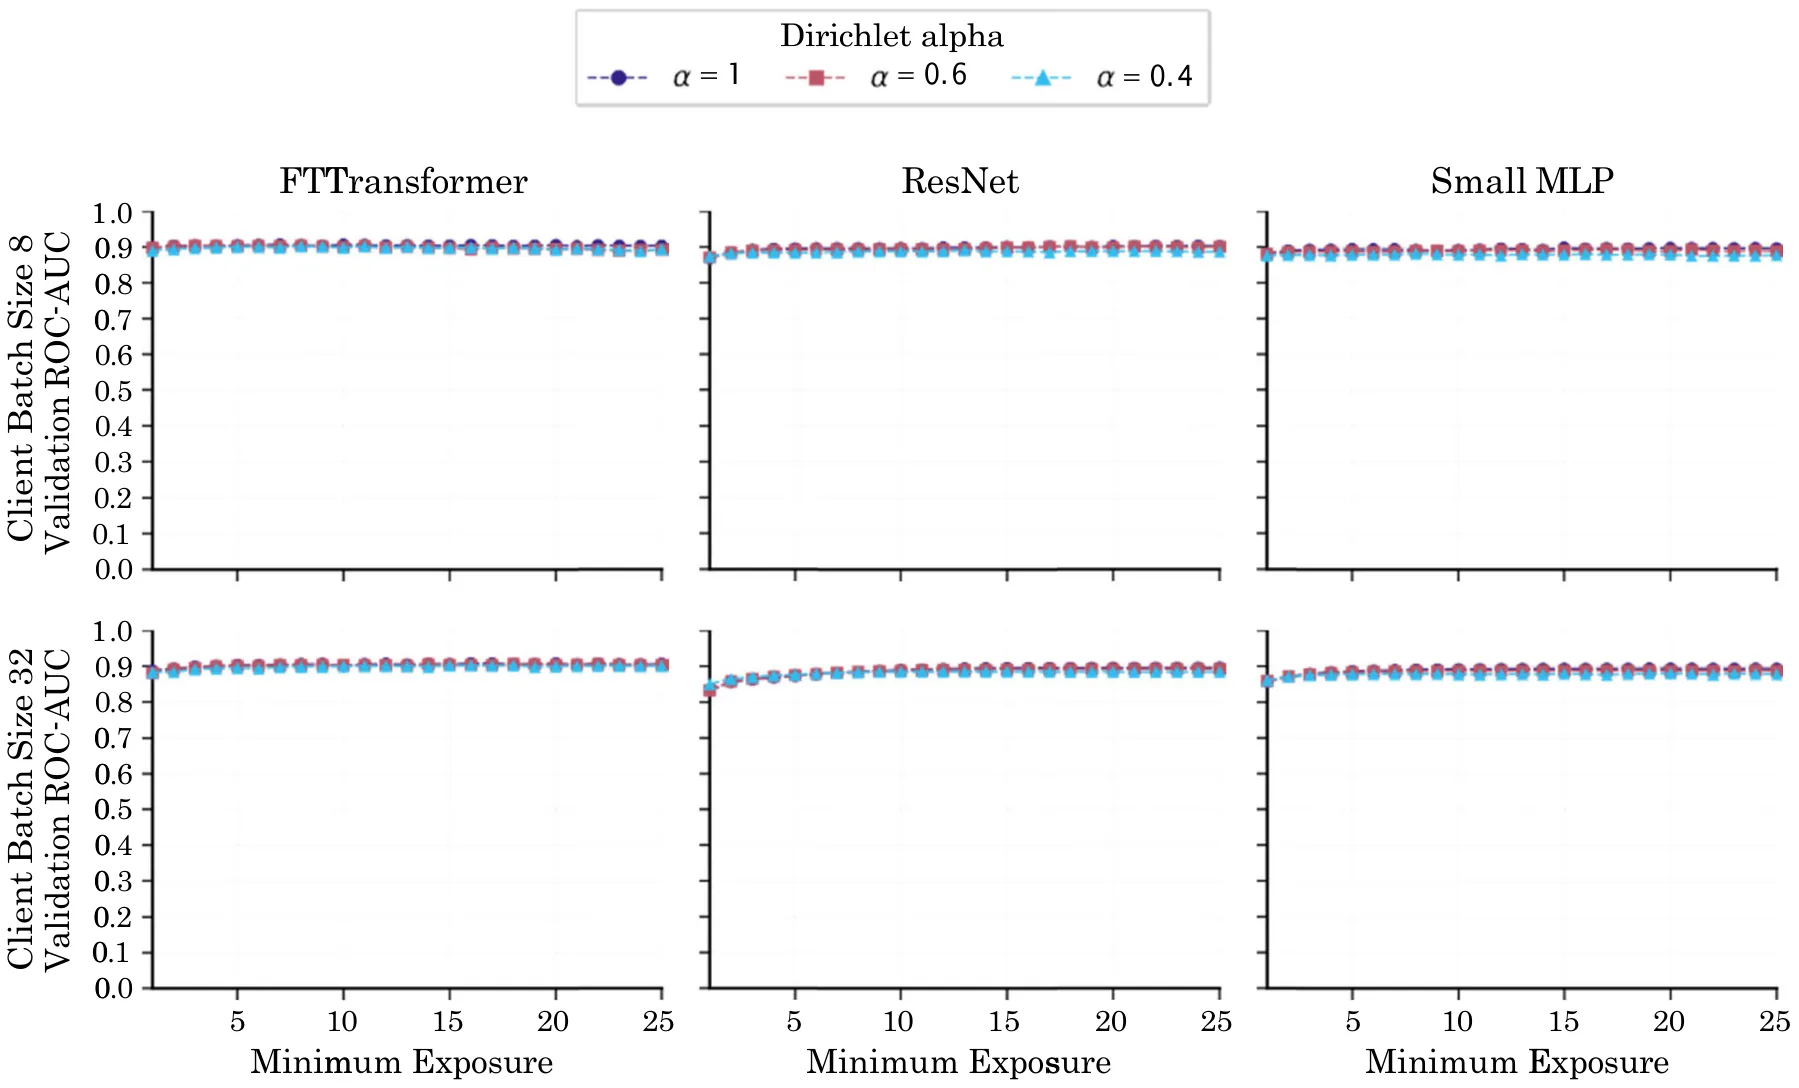 Dirichlet alpha
α = 1 α = 0.6 α = 0.4
FTTransformer ResNet Small MLP
Client Batch Size 8
Validation ROC-AUC
1.0
0.9
0.8
0.7
0.6
0.5
0.4
0.3
0.2
0.1
0.0
Client Batch Size 32
Validation ROC-AUC
1.0
0.9
0.8
0.7
0.6
0.5
0.4
0.3
0.2
0.1
0.0
5 10 15 20 25 5 10 15 20 25 5 10 15 20 25
Minimum Exposure Minimum Exposure Minimum Exposure